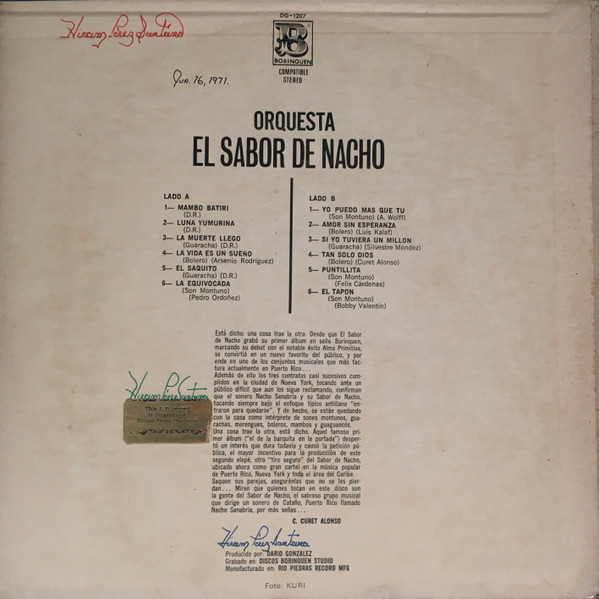 Hiram Pérez Santana
DG-1207
B
BORINQUEN
COMPATIBLE
STEREO
Jun. 16, 1971.
ORQUESTA
EL SABOR DE NACHO
LADO A
1— MAMBO BATIRI
(D.R.)
2— LUNA YUMURINA
(D.R.)
3— LA MUERTE LLEGO
(Guaracha) (D.R.)
4— LA VIDA ES UN SUEÑO
(Bolero) (Arsenio Rodríguez)
5— EL SAQUITO
(Guaracha) (D.R.)
6— LA EQUIVOCADA
(Son Montuno)
(Pedro Ordoñez)
LADO B
1— YO PUEDO MAS QUE TU
(Son Montuno) (A. Wolff)
2— AMOR SIN ESPERANZA
(Bolero) (Luis Kalaf)
3— SI YO TUVIERA UN MILLON
(Guaracha) (Silvestre Méndez)
4— TAN SOLO DIOS
(Bolero) (Curet Alonso)
5— PUNTILLITA
(Son Montuno)
(Felix Cárdenas)
6— EL TAPON
(Son Montuno)
(Bobby Valentín)
Está dicho: una cosa trae la otra. Desde que El Sabor
de Nacho grabó su primer álbum en sello Borinquen,
marcando su debut con el notable éxito Alma Primitiva,
se convirtió en un nuevo favorito del público, y por
ende en uno de los conjuntos musicales que más fac-
tura actualmente en Puerto Rico...
Además de ello los tres contratos casi sucesivos cum-
plidos en la ciudad de Nueva York, tocando ante un
público difícil que aun los sigue reclamando, confirman
que el sonero Nacho Sanabria y su Sabor de Nacho,
tocando siempre bajo el enfoque típico antillano "en-
traron para quedarse". Y de hecho, se están quedando
con la casa como intérprete de sones montunos, gua-
rachas, merengues, boleros, mambos y guaguancós.
Una cosa trae la otra, está dicho. Aquel famoso pri-
mer álbum ("el de la barquita en la portada") desper-
tó un interés que dura todavía y causó la petición públi-
ca, el mayor incentivo para la producción de este
segundo elepé, otro "tiro seguro" del Sabor de Nacho,
ubicado ahora como gran cartel en la música popular
de Puerto Rico, Nueva York y toda el área del Caribe.
Saquen sus parejas, asegurénlas que no se les pier-
dan... Miren que quienes tocan en este disco son
la gente del Sabor de Nacho, el sabroso grupo musical
que dirige un sonero de Cataño, Puerto Rico llamado
Nacho Sanabria, por más señas...
C. CURET ALONSO
Hiram Pérez Santana
Hiram Pérez Santana
Producido por: DARIO GONZALEZ
Grabado en: DISCOS BORINQUEN STUDIO
Manufacturado en: RIO PIEDRAS RECORD MFG
Foto: KURI